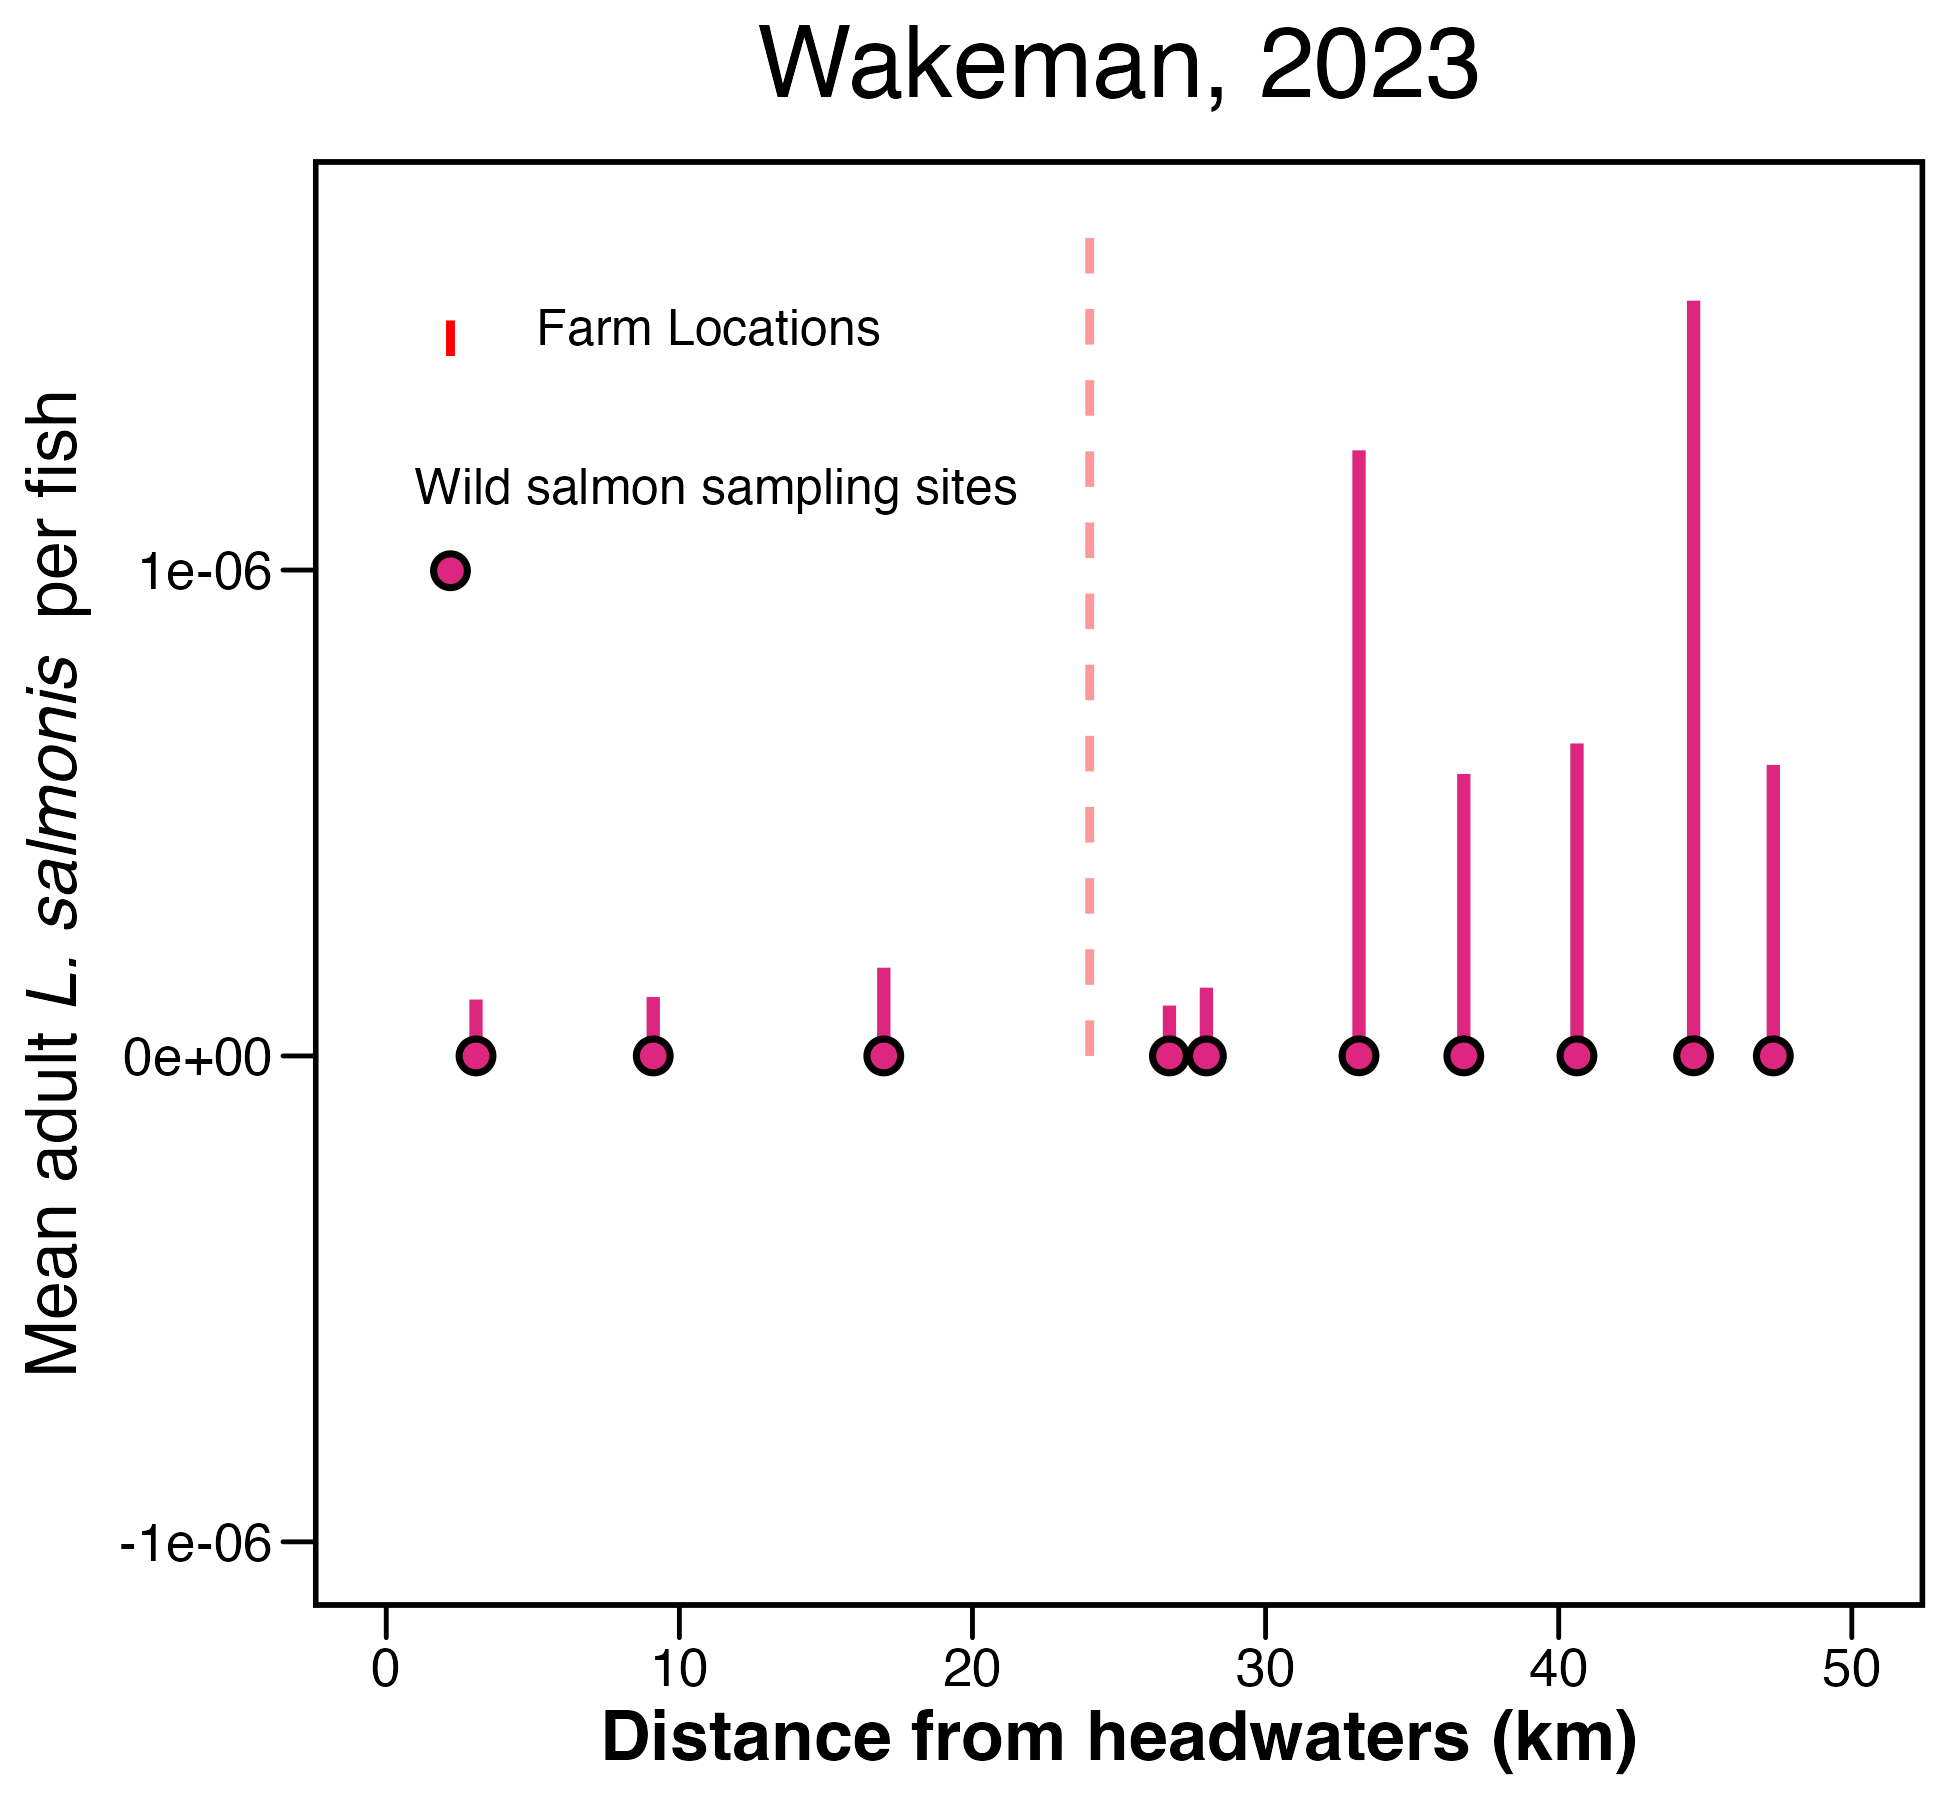 Wakeman, 2023
Farm Locations
Wild salmon sampling sites
Mean adult L. salmonis per fish
1e-06
0e+00
-1e-06
0 10 20 30 40 50
Distance from headwaters (km)